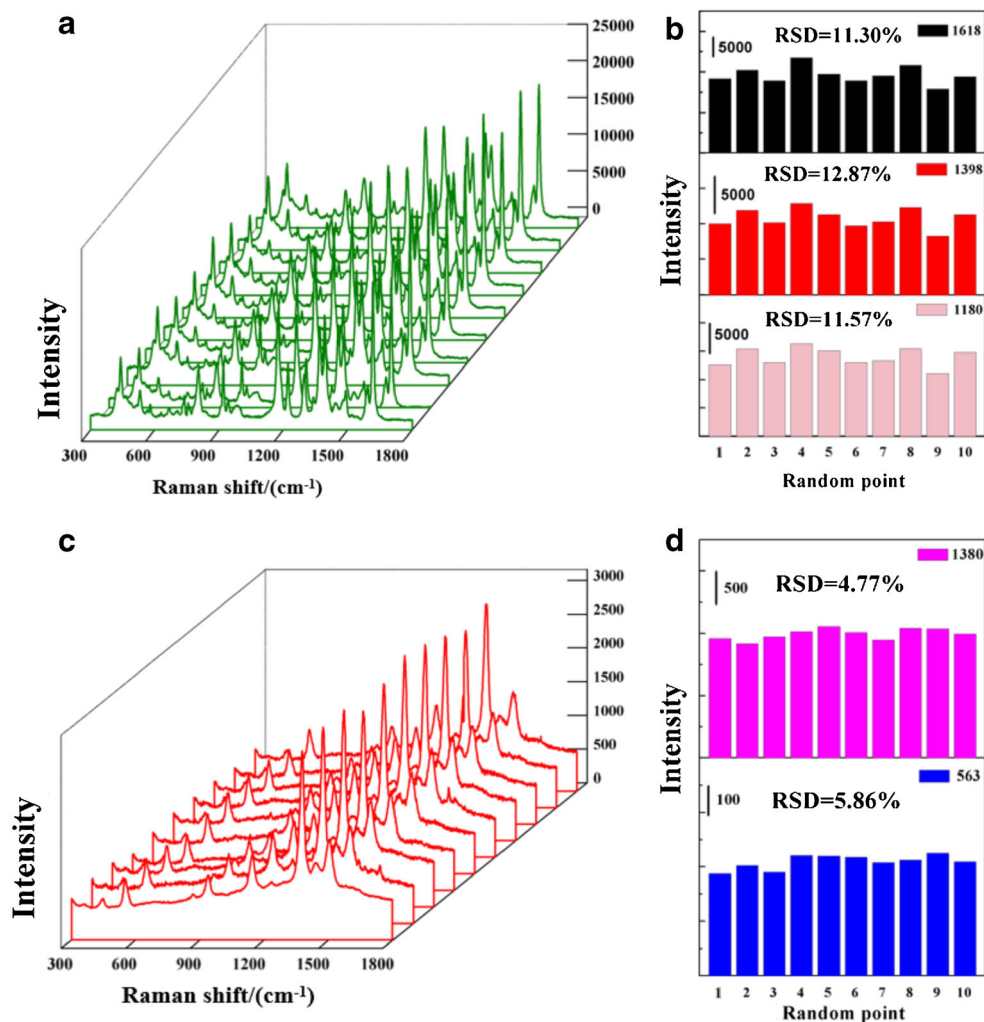 a
25000
20000
15000
10000
5000
0
Intensity
300 600 900 1200 1500 1800
Raman shift/(cm-1)
b
RSD=11.30%
1618
5000
RSD=12.87%
1398
5000
RSD=11.57%
1180
5000
Intensity
1 2 3 4 5 6 7 8 9 10
Random point
c
3000
2500
2000
1500
1000
500
0
Intensity
300 600 900 1200 1500 1800
Raman shift/(cm-1)
d
1380
500
RSD=4.77%
563
100
RSD=5.86%
Intensity
1 2 3 4 5 6 7 8 9 10
Random point